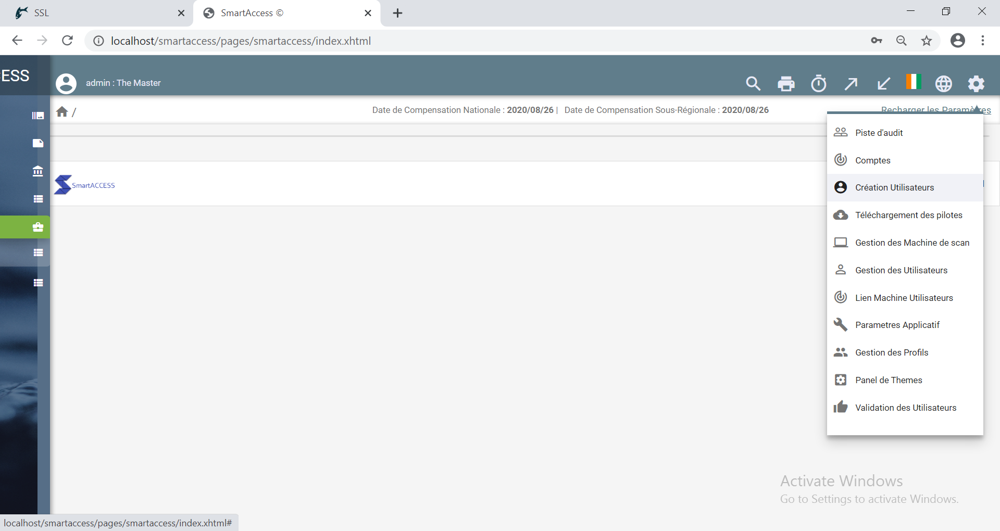 SSL
SmartAccess ©
localhost/smartaccess/pages/smartaccess/index.xhtml
ESS
admin : The Master
/
Date de Compensation Nationale : 2020/08/26 | Date de Compensation Sous-Régionale : 2020/08/26
Recharger les Paramètres
SmartACCESS
Piste d'audit
Comptes
Création Utilisateurs
Téléchargement des pilotes
Gestion des Machine de scan
Gestion des Utilisateurs
Lien Machine Utilisateurs
Parametres Applicatif
Gestion des Profils
Panel de Themes
Validation des Utilisateurs
Activate Windows
Go to Settings to activate Windows.
localhost/smartaccess/pages/smartaccess/index.xhtml#